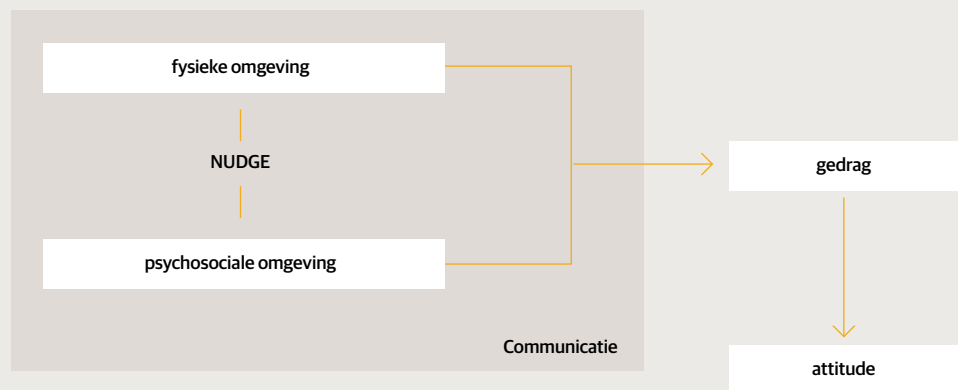 fysieke omgeving
NUDGE
gedrag
psychosociale omgeving
Communicatie
attitude